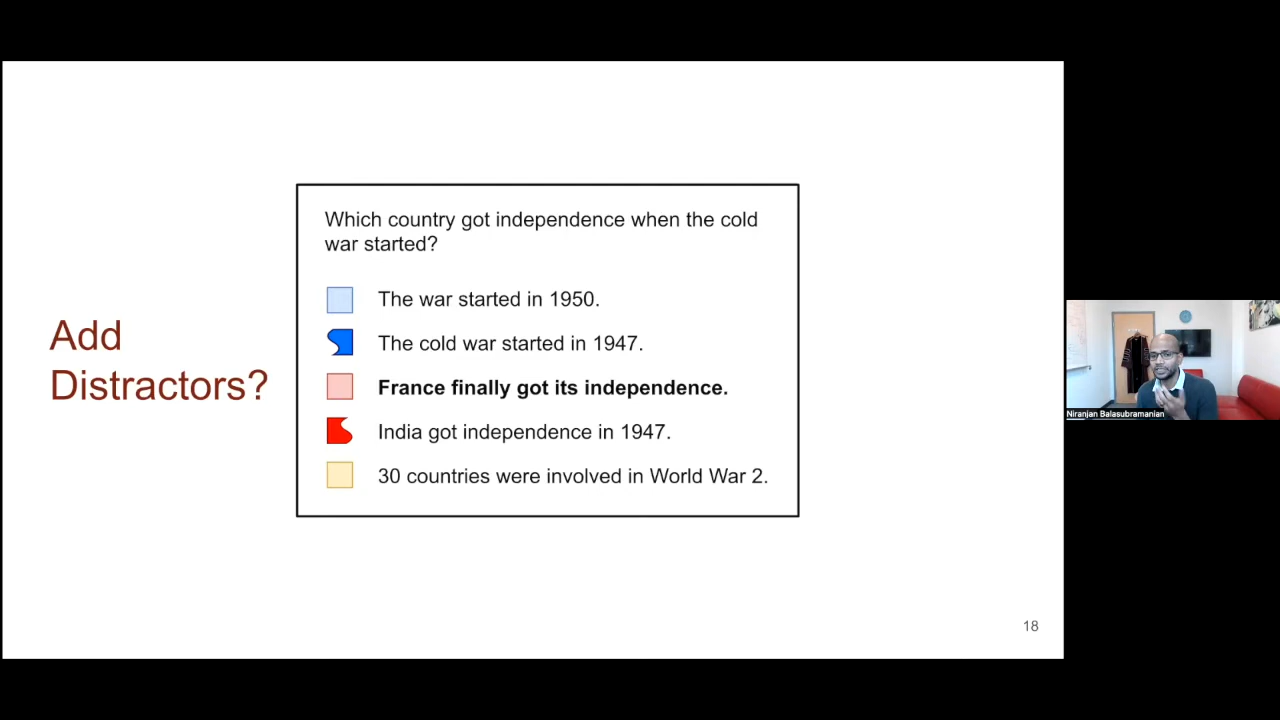 Add
Distractors?
Which country got independence when the cold
war started?
The war started in 1950.
The cold war started in 1947.
France finally got its independence.
India got independence in 1947.
30 countries were involved in World War 2.
18
Niranjan Balasubramanian